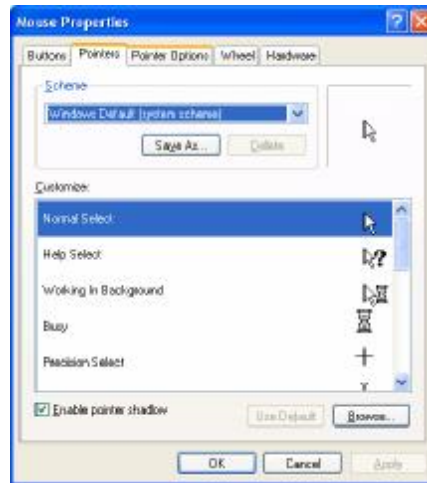 Mouse Properties
Buttons Pointers Pointer Options Wheel Hardware
Scheme
Windows Default (system scheme)
Save As... Delete
Customize:
Normal Select
Help Select
Working In Background
Busy
Precision Select
Enable pointer shadow
Use Default Browse...
OK Cancel Apply